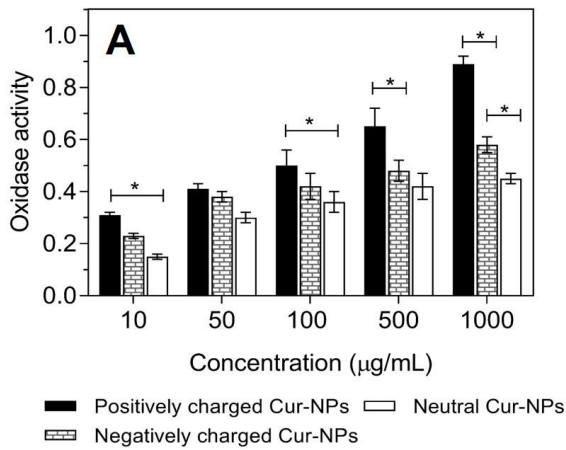 A
Oxidase activity
1.0
0.8
0.6
0.4
0.2
0.0
*
*
*
*
*
10 50 100 500 1000
Concentration (µg/mL)
Positively charged Cur-NPs Neutral Cur-NPs
Negatively charged Cur-NPs